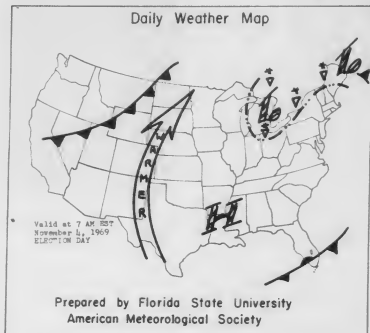 Daily Weather Map
Lo
Lo
WARMER
H
Valid at 7 AM EST
November 4, 1969
ELECTION DAY
Prepared by Florida State University
American Meteorological Society